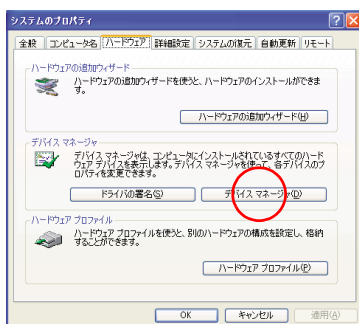 システムのプロパティ
全般 コンピュータ名 ハードウェア 詳細設定 システムの復元 自動更新 リモート
ハードウェアの追加ウィザード
ハードウェアの追加ウィザードを使うと、ハードウェアのインストールができま
す。
ハードウェアの追加ウィザード(H)
デバイス マネージャ
デバイス マネージャは、コンピュータにインストールされているすべてのハード
ウェア デバイスを表示します。デバイス マネージャを使って、各デバイスのプ
ロパティを変更できます。
ドライバの署名(S) デバイス マネージャ(D)
ハードウェア プロファイル
ハードウェア プロファイルを使うと、別のハードウェアの構成を設定し、格納
することができます。
ハードウェア プロファイル(P)
OK キャンセル 適用(A)